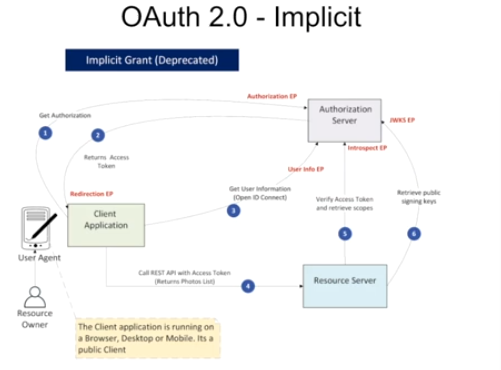 OAuth 2.0 - Implicit
Implicit Grant (Deprecated)
Authorization EP
Get Authorization
1
2
Authorization
Server
JWKS EP
Introspect EP
Returns Access
Token
User Info EP
Redirection EP
Get User Information
(Open ID Connect)
3
Verify Access Token
and retrieve scopes
Retrieve public
signing keys
Client
Application
5
6
User Agent
Call REST API with Access Token
(Returns Photos List)
4
Resource Server
Resource
Owner
The Client application is running on
a Browser, Desktop or Mobile. Its a
public Client